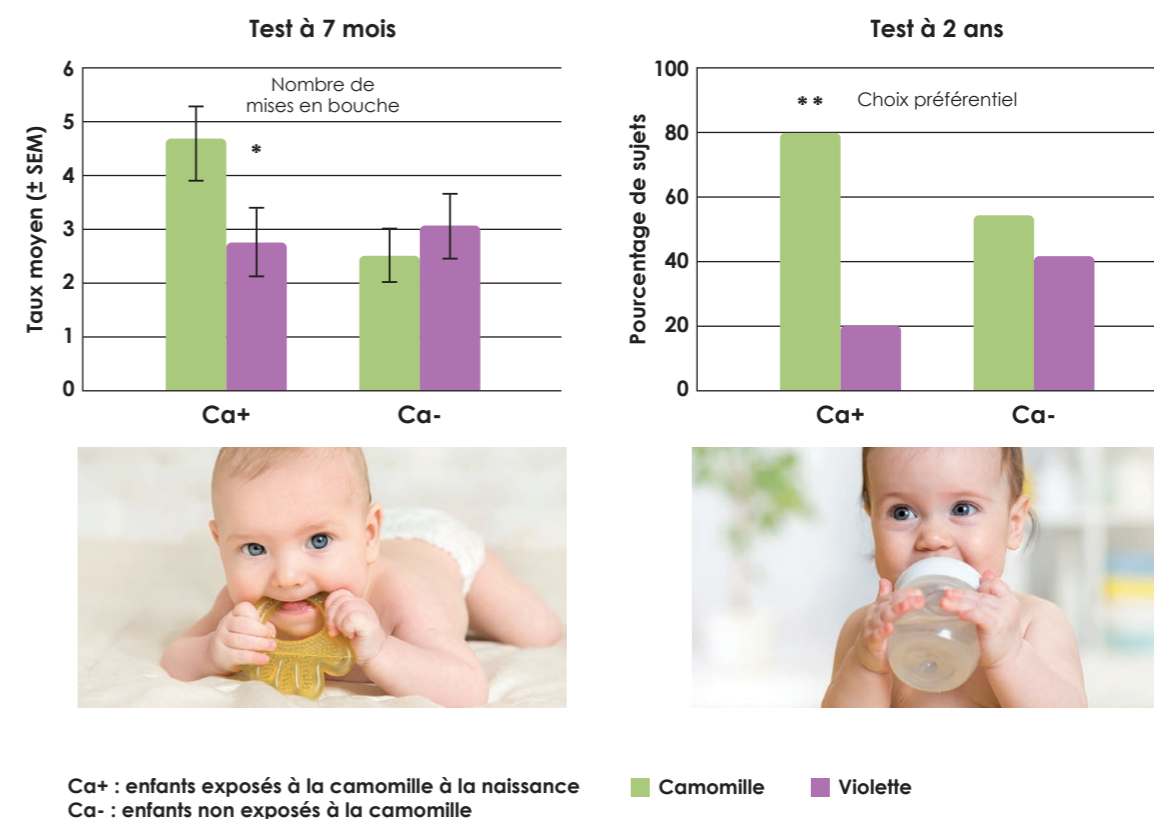 Test à 7 mois
Taux moyen (± SEM)
6
5
4
3
2
1
0
Nombre de
mises en bouche
*
Ca+
Ca-
Test à 2 ans
Pourcentage de sujets
100
80
60
40
20
0
** Choix préférentiel
Ca+
Ca-
Ca+ : enfants exposés à la camomille à la naissance
Ca- : enfants non exposés à la camomille
Camomille
Violette